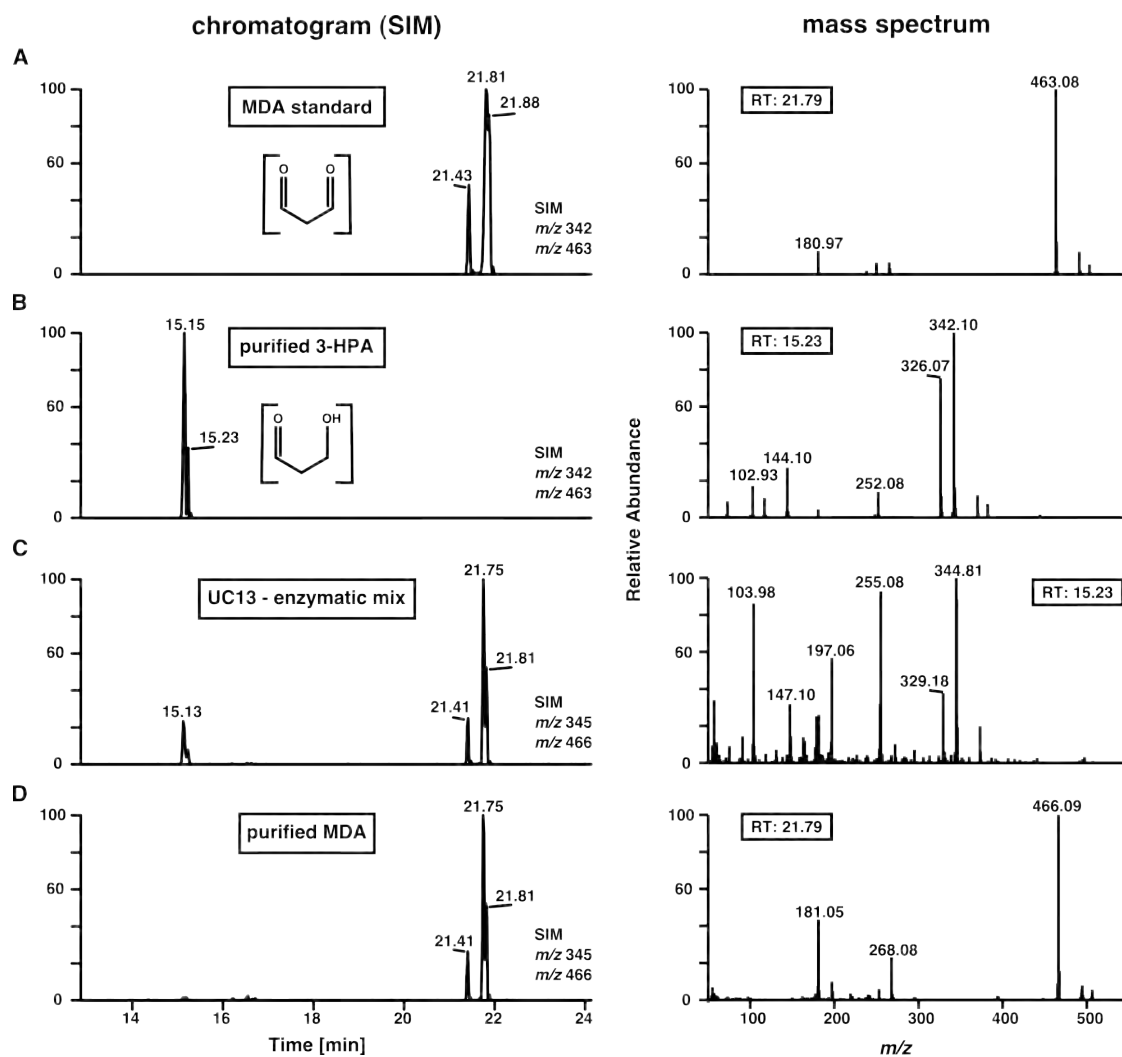 chromatogram (SIM)
mass spectrum
A
100
60
0
MDA standard
O O
21.81
21.88
21.43
SIM
m/z 342
m/z 463
100
60
0
RT: 21.79
463.08
180.97
B
100
60
0
15.15
15.23
purified 3-HPA
O OH
SIM
m/z 342
m/z 463
100
60
0
RT: 15.23
342.10
326.07
144.10
102.93
252.08
C
100
60
0
UC13 - enzymatic mix
15.13
21.75
21.81
21.41
SIM
m/z 345
m/z 466
100
60
0
RT: 15.23
103.98
147.10
197.06
255.08
329.18
344.81
D
100
60
0
purified MDA
21.75
21.81
21.41
SIM
m/z 345
m/z 466
100
60
0
RT: 21.79
466.09
181.05
268.08
14 16 18 20 22 24
Time [min]
100 200 300 400 500
m/z
Relative Abundance